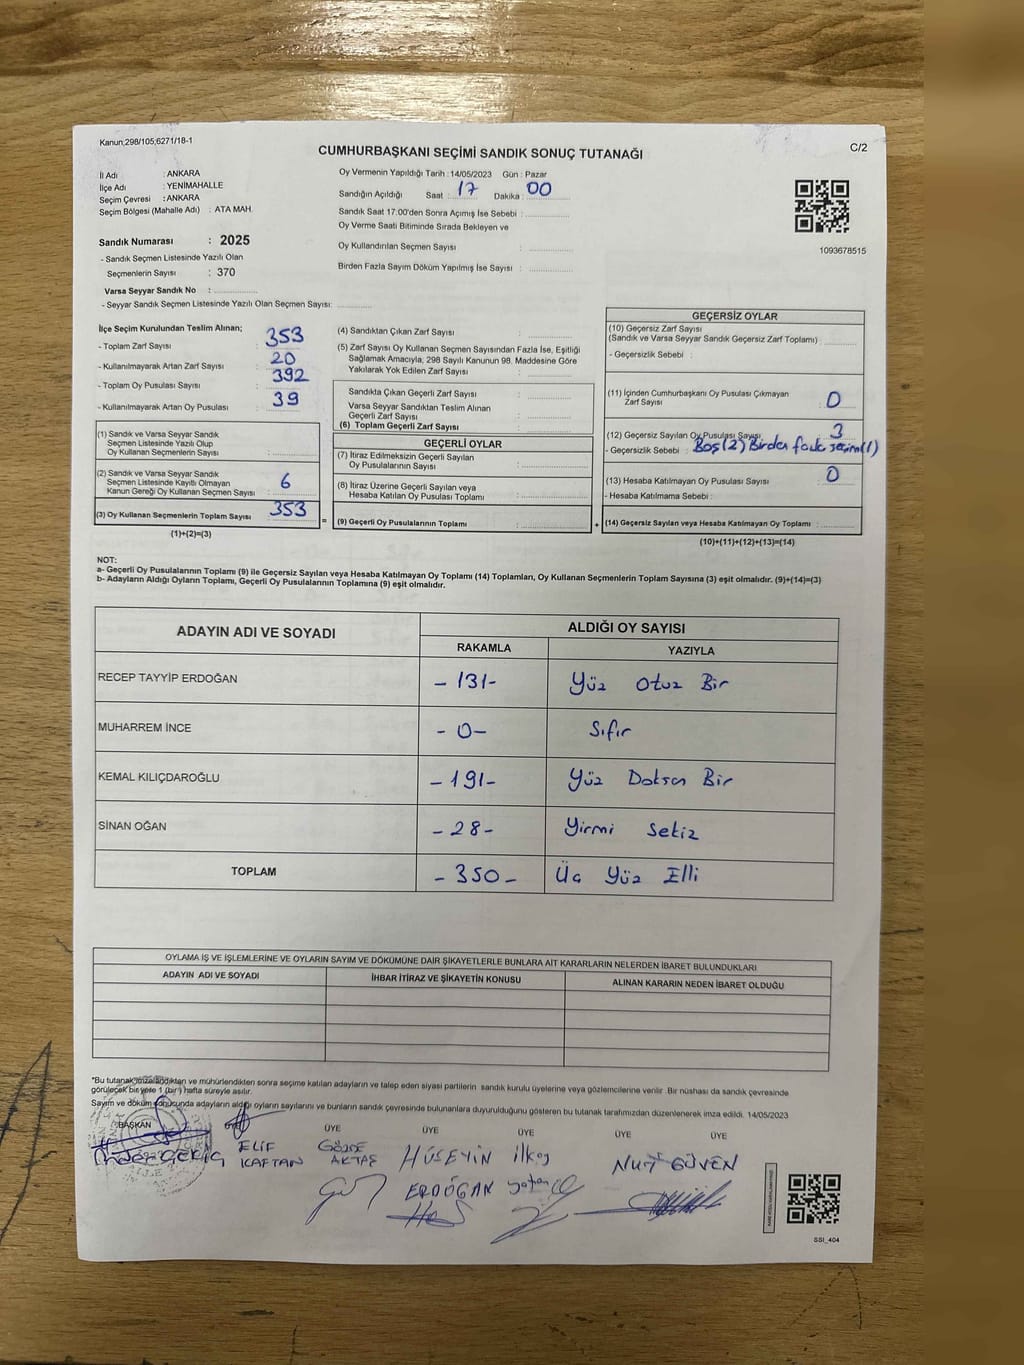 Kanun;298/105;6271/18-1
CUMHURBAŞKANI SEÇİMİ SANDIK SONUÇ TUTANAĞI
C/2
İl Adı : ANKARA
İlçe Adı : YENİMAHALLE
Seçim Çevresi : ANKARA
Seçim Bölgesi (Mahalle Adı) : ATA MAH.
Sandık Numarası : 2025
- Sandık Seçmen Listesinde Yazılı Olan
Seçmenlerin Sayısı : 370
Varsa Seyyar Sandık No :
- Seyyar Sandık Seçmen Listesinde Yazılı Olan Seçmen Sayısı:
Oy Vermenin Yapıldığı Tarih : 14/05/2023 Gün : Pazar
Sandığın Açıldığı Saat : 17 Dakika : 00
Sandık Saat 17:00'den Sonra Açımış İse Sebebi :
Oy Verme Saati Bitiminde Sırada Bekleyen ve
Oy Kullandırılan Seçmen Sayısı :
Birden Fazla Sayım Döküm Yapılmış İse Sayısı :
1093678515
İlçe Seçim Kurulundan Teslim Alınan;
- Toplam Zarf Sayısı : 353
- Kullanılmayarak Artan Zarf Sayısı : 20
- Toplam Oy Pusulası Sayısı : 392
- Kullanılmayarak Artan Oy Pusulası : 39
(1) Sandık ve Varsa Seyyar Sandık
Seçmen Listesinde Yazılı Olup
Oy Kullanan Seçmenlerin Sayısı :
(2) Sandık ve Varsa Seyyar Sandık
Seçmen Listesinde Kayıtlı Olmayan
Kanun Gereği Oy Kullanan Seçmen Sayısı : 6
(3) Oy Kullanan Seçmenlerin Toplam Sayısı : 353
(1)+(2)=(3)
(4) Sandıktan Çıkan Zarf Sayısı :
(5) Zarf Sayısı Oy Kullanan Seçmen Sayısından Fazla İse, Eşitliği
Sağlamak Amacıyla, 298 Sayılı Kanunun 98. Maddesine Göre
Yakılarak Yok Edilen Zarf Sayısı :
Sandıkta Çıkan Geçerli Zarf Sayısı :
Varsa Seyyar Sandıktan Teslim Alınan
Geçerli Zarf Sayısı :
(6) Toplam Geçerli Zarf Sayısı :
GEÇERLİ OYLAR
(7) İtiraz Edilmeksizin Geçerli Sayılan
Oy Pusulasının Sayısı :
(8) İtiraz Üzerine Geçerli Sayılan veya
Hesaba Katılan Oy Pusulası Toplamı :
= (9) Geçerli Oy Pusulalarının Toplamı :
GEÇERSİZ OYLAR
(10) Geçersiz Zarf Sayısı
(Sandık ve Varsa Seyyar Sandık Geçersiz Zarf Toplamı) :
- Geçersizlik Sebebi :
(11) İçinden Cumhurbaşkanı Oy Pusulası Çıkmayan
Zarf Sayısı : 0
(12) Geçersiz Sayılan Oy Pusulası Sayısı : 3
- Geçersizlik Sebebi : Boş(2) Birden fazla seçim(1)
(13) Hesaba Katılmayan Oy Pusulası Sayısı : 0
- Hesaba Katılmama Sebebi :
+ (14) Geçersiz Sayılan veya Hesaba Katılmayan Oy Toplamı :
(10)+(11)+(12)+(13)=(14)
NOT:
a- Geçerli Oy Pusulalarının Toplamı (9) ile Geçersiz Sayılan veya Hesaba Katılmayan Oy Toplamı (14) Toplamları, Oy Kullanan Seçmenlerin Toplam Sayısına (3) eşit olmalıdır. (9)+(14)=(3)
b- Adayların Aldığı Oyların Toplamı, Geçerli Oy Pusulalarının Toplamına (9) eşit olmalıdır.
ADAYIN ADI VE SOYADI
ALDIĞI OY SAYISI
RAKAMLA YAZIYLA
RECEP TAYYİP ERDOĞAN - 131 - Yüz Otuz Bir
MUHARREM İNCE - 0 - Sıfır
KEMAL KILIÇDAROĞLU - 191 - Yüz Doksan Bir
SİNAN OĞAN - 28 - Yirmi Sekiz
TOPLAM - 350 - Üç Yüz Elli
OYLAMA İŞ VE İŞLEMLERİNE VE OYLARIN SAYIM VE DÖKÜMÜNE DAİR ŞİKAYETLERLE BUNLARA AİT KARARLARIN NELERDEN İBARET BULUNDUKLARI
ADAYIN ADI VE SOYADI İHBAR İTİRAZ VE ŞİKAYETİN KONUSU ALINAN KARARIN NEDEN İBARET OLDUĞU
*Bu tutanak imzalandıktan ve mühürlendikten sonra seçime katılan adayların ve talep eden siyasi partilerin sandık kurulu üyelerine veya gözlemcilerine verilir. Bir nüshası da sandık çevresinde
görülecek bir yere 1 (bir) hafta süreyle asılır.
Sayım ve döküm sonucunda adayların aldığı oyların sayılarını ve bunların sandık çevresinde bulunanlara duyurulduğunu gösteren bu tutanak tarafımızdan düzenlenerek imza edildi. 14/05/2023
BAŞKAN ÜYE ÜYE ÜYE ÜYE ÜYE
ELİF
KAFTAN
GÖZDE
AKTAŞ
HÜSEYİN
ERDOĞAN
ilkay
NURİ GÜVEN
SSI_404